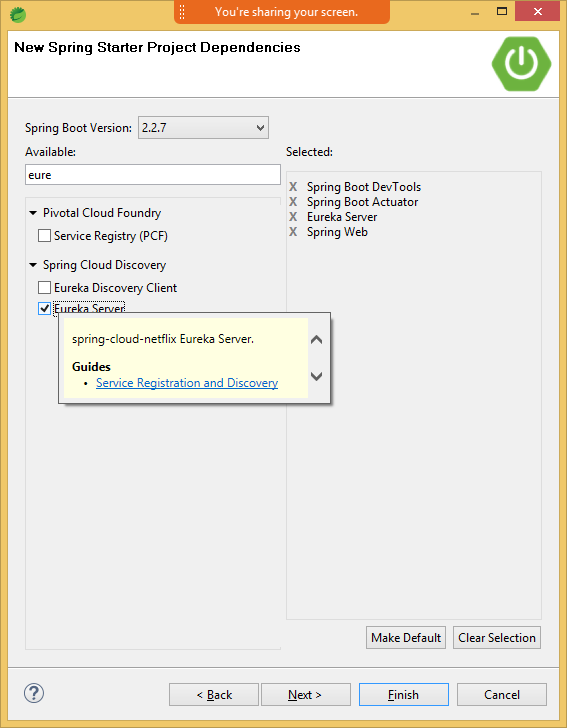 You're sharing your screen.
New Spring Starter Project Dependencies
Spring Boot Version: 2.2.7
Available:
Selected:
eure
X Spring Boot DevTools
X Spring Boot Actuator
X Eureka Server
X Spring Web
Pivotal Cloud Foundry
Service Registry (PCF)
Spring Cloud Discovery
Eureka Discovery Client
Eureka Server
spring-cloud-netflix Eureka Server.
Guides
• Service Registration and Discovery
Make Default Clear Selection
? < Back Next > Finish Cancel